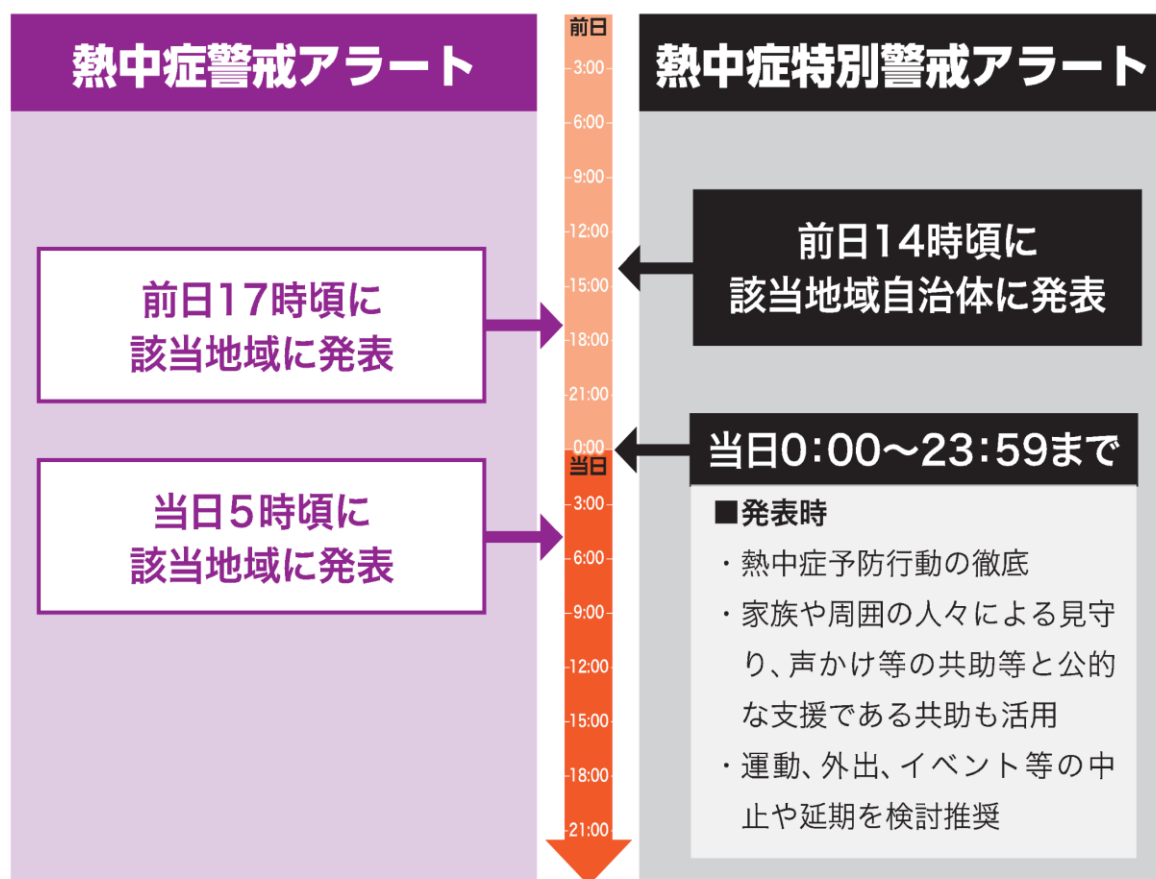 熱中症警戒アラート
前日17時頃に
該当地域に発表
当日5時頃に
該当地域に発表
前日
3:00
6:00
9:00
12:00
15:00
18:00
21:00
0:00
当日
3:00
6:00
9:00
12:00
15:00
18:00
21:00
熱中症特別警戒アラート
前日14時頃に
該当地域自治体に発表
当日0:00〜23:59まで
■発表時
・熱中症予防行動の徹底
・家族や周囲の人々による見守
り、声かけ等の共助等と公的
な支援である共助も活用
・運動、外出、イベント等の中
止や延期を検討推奨